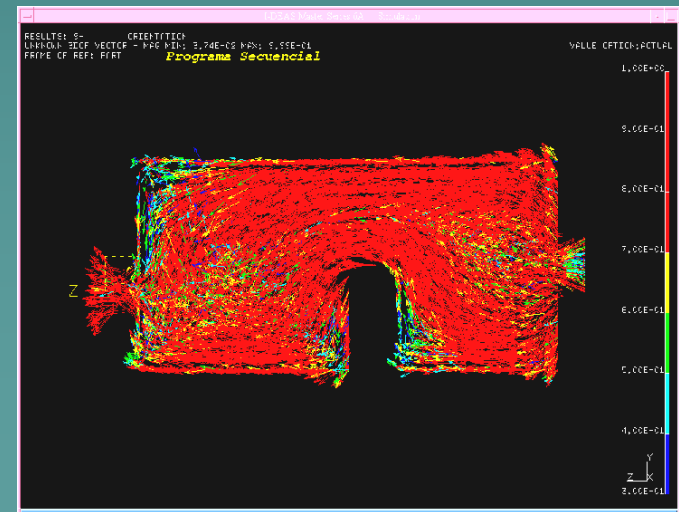 RESULTS: 9- ORIENTATION
UNKNOWN BIOF VECTOR - MAG MIN: 3.74E-02 MAX: 9.99E-01
FRAME OF REF: PART
Programa Secuencial
VALUE OPTION:ACTUAL
1.00E+00
9.00E-01
8.00E-01
7.00E-01
6.00E-01
5.00E-01
4.00E-01
3.00E-01
Z
Y
Z X